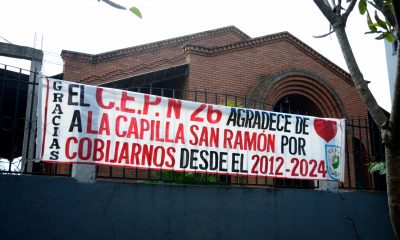 GRACIAS
EL C.E.P. N 26 AGRADECE DE
A LA CAPILLA SAN RAMÓN POR
COBIJARNOS DESDE EL 2012-2024